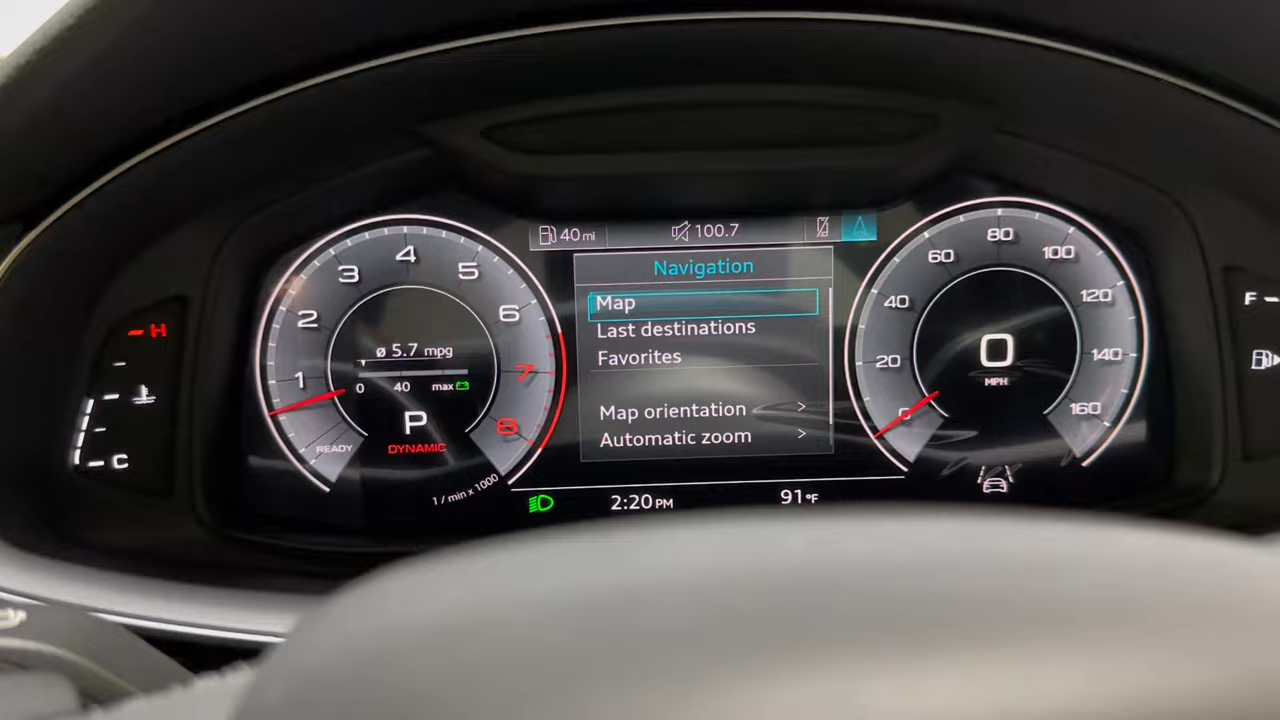 40 mi 100.7
Navigation
Map
Last destinations
Favorites
Map orientation >
Automatic zoom >
H
C
1 2 3 4 5 6 7 8
ø 5.7 mpg
0 40 max
P
DYNAMIC
READY
1 / min x 1000
0 20 40 60 80 100 120 140 160
0
MPH
F
2:20 PM 91°F